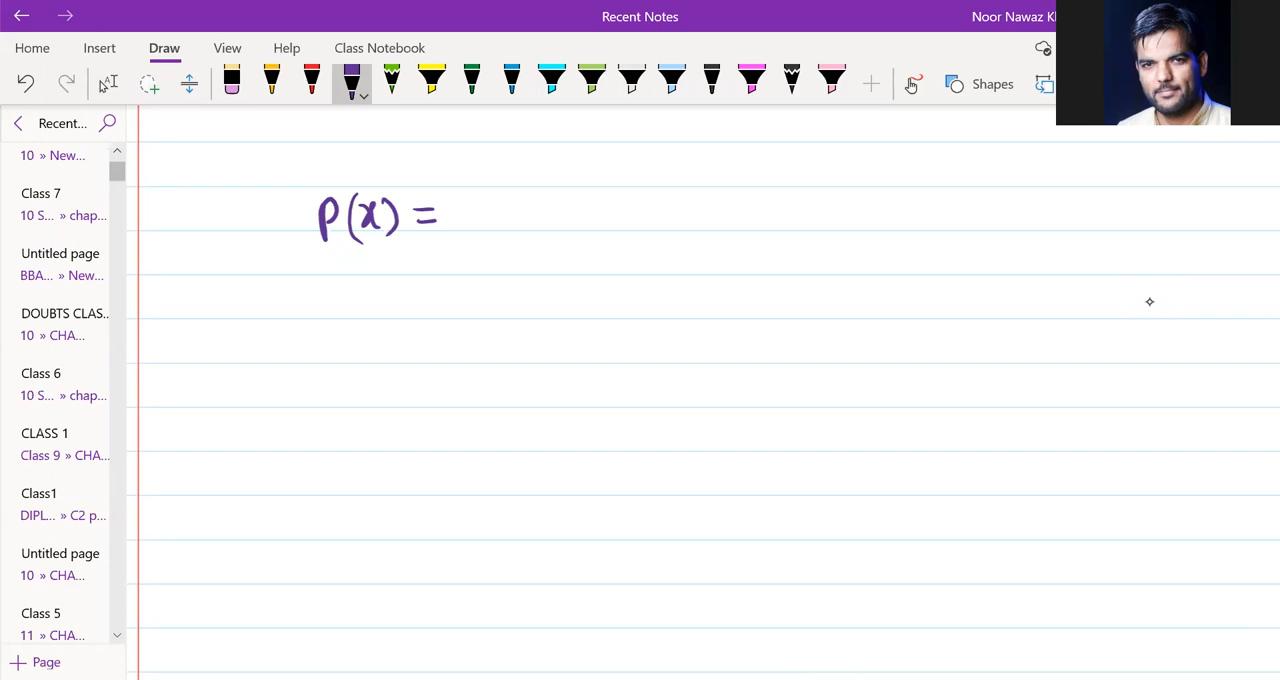 Recent Notes
Noor Nawaz Kh
Home Insert Draw View Help Class Notebook
Shapes
Recent...
10 » New...
Class 7
10 S... » chap...
Untitled page
BBA... » New...
DOUBTS CLAS...
10 » CHA...
Class 6
10 S... » chap...
CLASS 1
Class 9 » CHA...
Class1
DIPL... » C2 p...
Untitled page
10 » CHA...
Class 5
11 » CHA...
Page
P(x) =